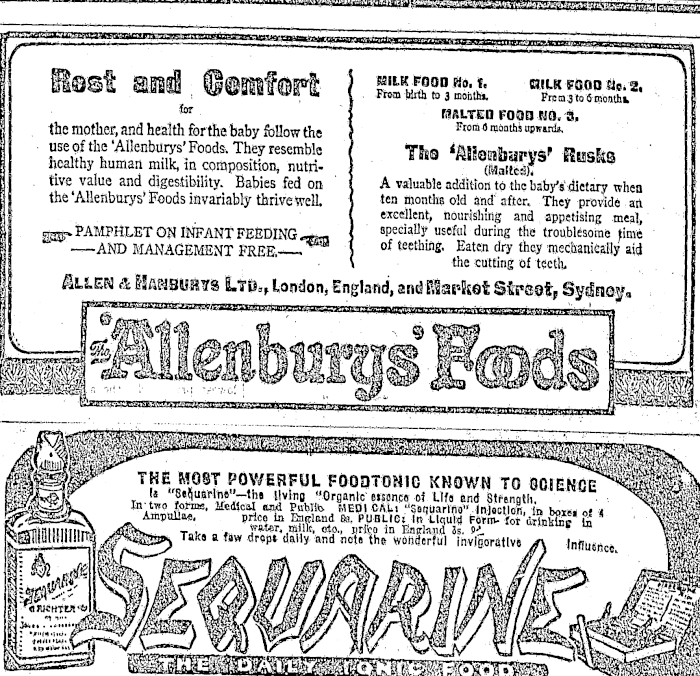 Rest and Comfort
for
the mother, and health for the baby follow the
use of the 'Allenburys' Foods. They resemble
healthy human milk, in composition, nutri-
tive value and digestibility. Babies fed on
the 'Allenburys' Foods invariably thrive well.
PAMPHLET ON INFANT FEEDING
—AND MANAGEMENT FREE.—
MILK FOOD No. 1.
From birth to 3 months.
MILK FOOD No. 2.
From 3 to 6 months.
MALTED FOOD NO. 3.
From 6 months upwards.
The 'Allenburys' Rusks
(Malted).
A valuable addition to the baby's dietary when
ten months old and after. They provide an
excellent, nourishing and appetising meal,
specially useful during the troublesome time
of teething. Eaten dry they mechanically aid
the cutting of teeth.
ALLEN & HANBURYS LTD., London, England, and Market Street, Sydney.
The 'Allenburys' Foods
THE MOST POWERFUL FOODTONIC KNOWN TO SCIENCE
Is "Sequarine"—the living "Organic essence of Life and Strength.
In two forms, Medical and Public. MEDICAL: "Sequarine" Injection, in boxes of
Ampullae, price in England 8s. PUBLIC: in Liquid Form for drinking in
water, milk, etc., price in England 3s.
Take a few drops daily and note the wonderful invigorative Influence.
SEQUARINE
RICHTER
SEQUARINE
THE DAILY TONIC FOOD